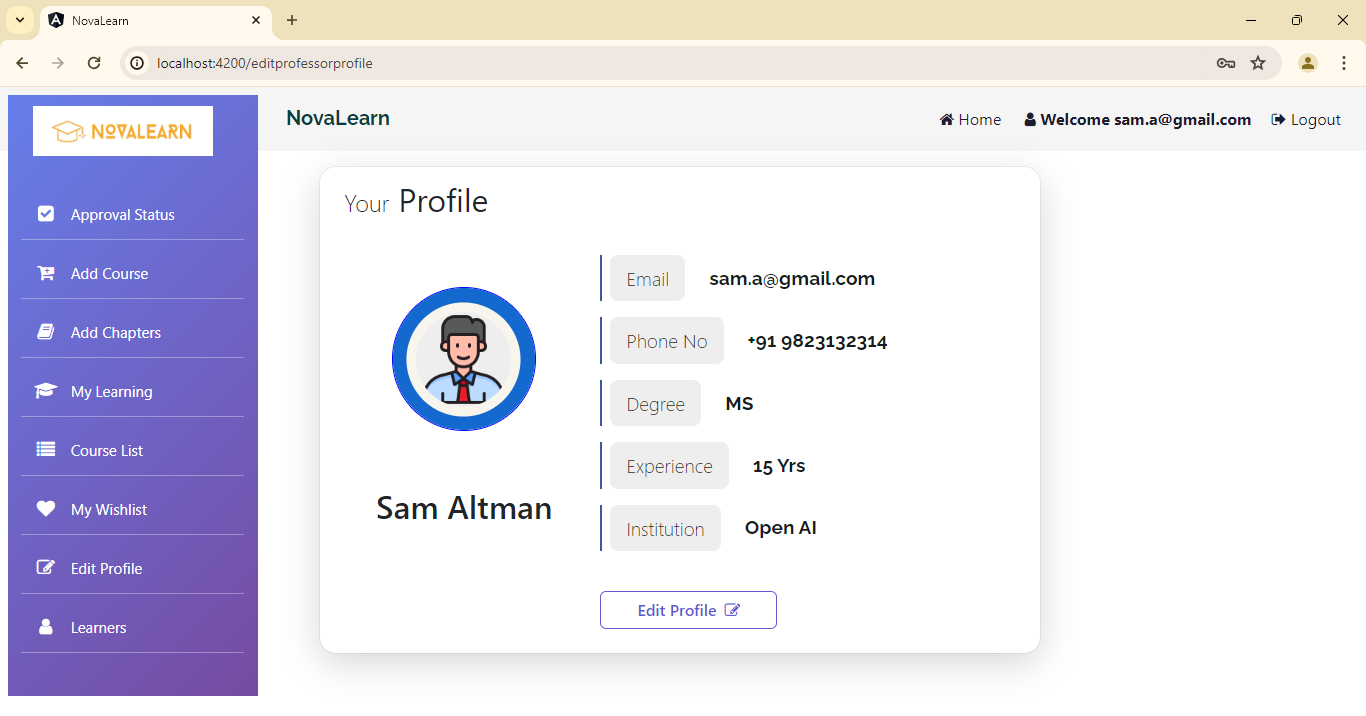 NovaLearn
localhost:4200/editprofessorprofile
NOVALEARN
NovaLearn
Home
Welcome sam.a@gmail.com
Logout
Approval Status
Add Course
Add Chapters
My Learning
Course List
My Wishlist
Edit Profile
Learners
Your Profile
Sam Altman
Email sam.a@gmail.com
Phone No +91 9823132314
Degree MS
Experience 15 Yrs
Institution Open AI
Edit Profile